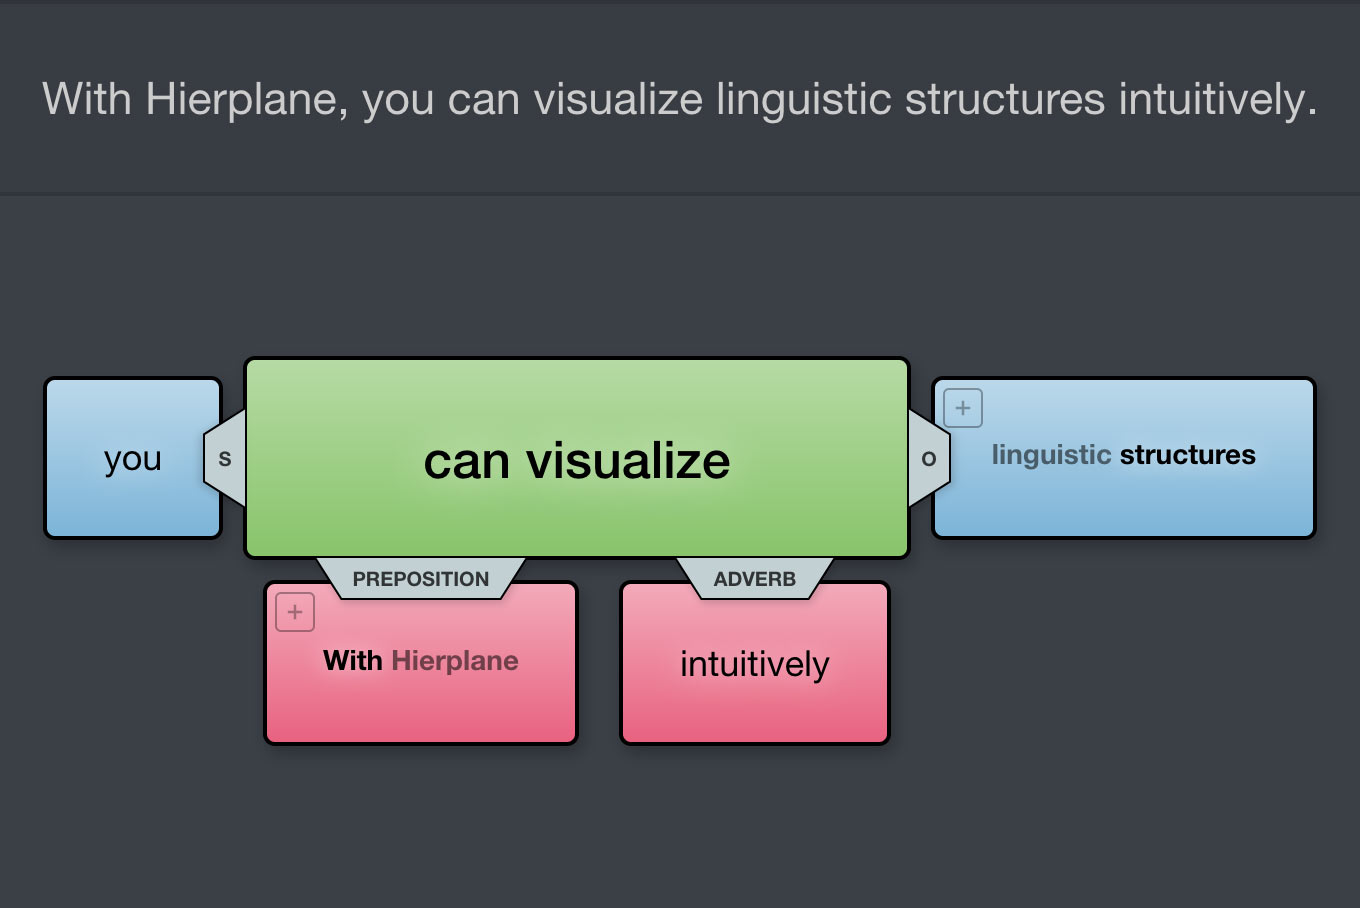 With Hierplane, you can visualize linguistic structures intuitively.
you
S
can visualize
O
+
linguistic structures
PREPOSITION
ADVERB
+
With Hierplane
intuitively